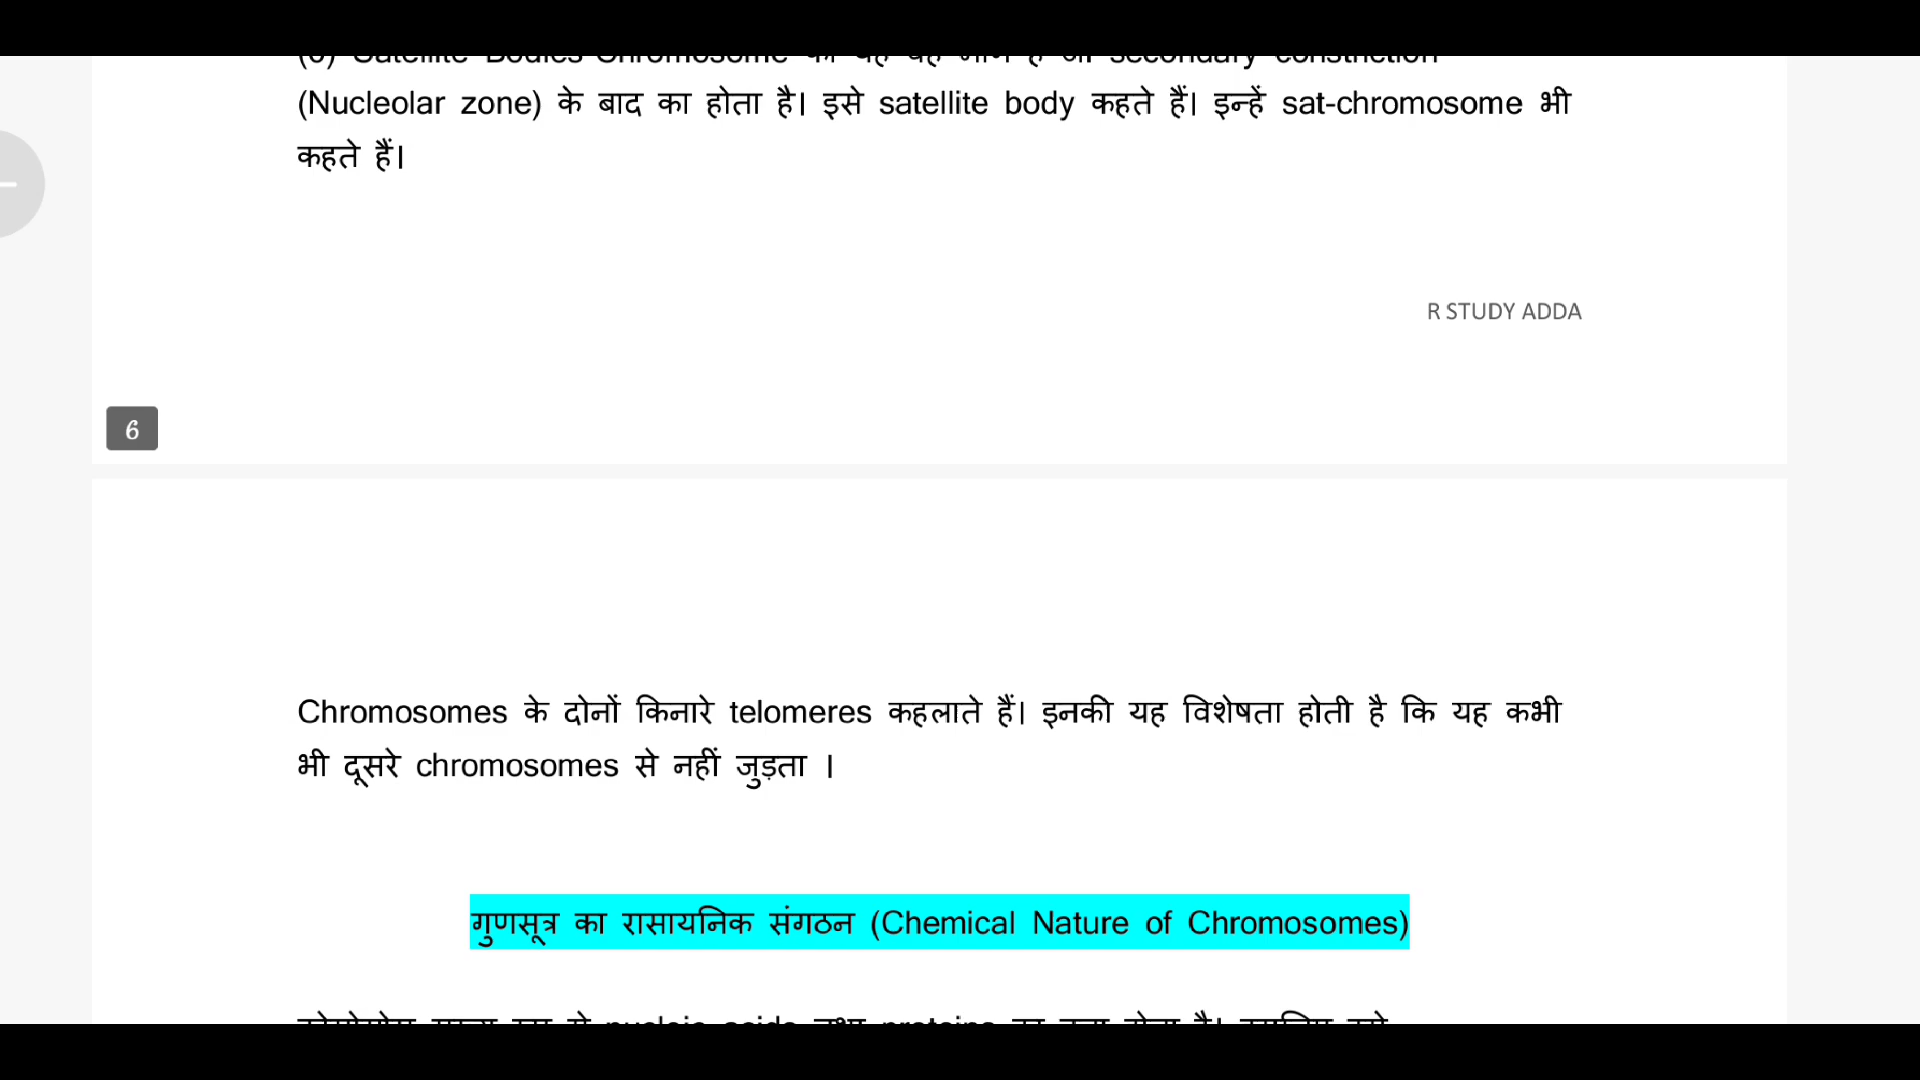 (Nucleolar zone) के बाद का होता है। इसे satellite body कहते हैं। इन्हें sat-chromosome भी
कहते हैं।
R STUDY ADDA
6
Chromosomes के दोनों किनारे telomeres कहलाते हैं। इनकी यह विशेषता होती है कि यह कभी
भी दूसरे chromosomes से नहीं जुड़ता ।
गुणसूत्र का रासायनिक संगठन (Chemical Nature of Chromosomes)